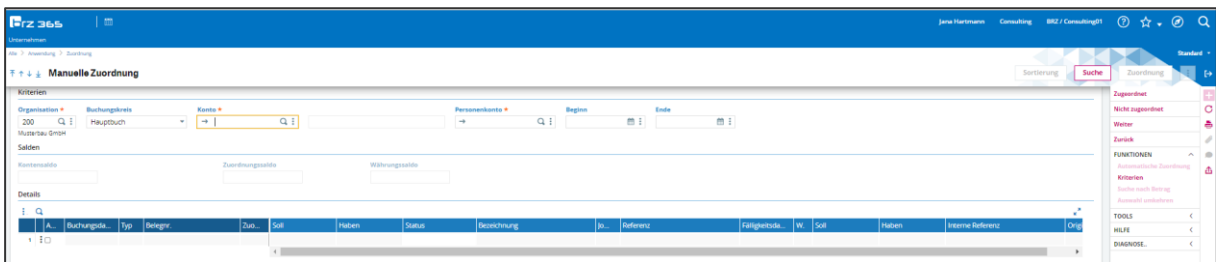 brz 365 Jana Hartmann Consulting BRZ / Consulting01
Unternehmen
Alle > Anwendung > Zuordnung Standard
Manuelle Zuordnung Sortierung Suche Zuordnung
Kriterien Zugeordnet
Organisation * Buchungskreis Konto * Personenkonto * Beginn Ende Nicht zugeordnet
200 Hauptbuch Weiter
Musterbau GmbH Zurück
Salden FUNKTIONEN
Kontensaldo Zuordnungssaldo Währungssaldo Automatische Zuordnung
Kriterien
Suche nach Betrag
Details Auswahl umkehren
TOOLS
A... Buchungsda... Typ Belegnr. Zuo... Soll Haben Status Bezeichnung Jo... Referenz Fälligkeitsda... W. Soll Haben Interne Referenz Origi HILFE
1 DIAGNOSE..